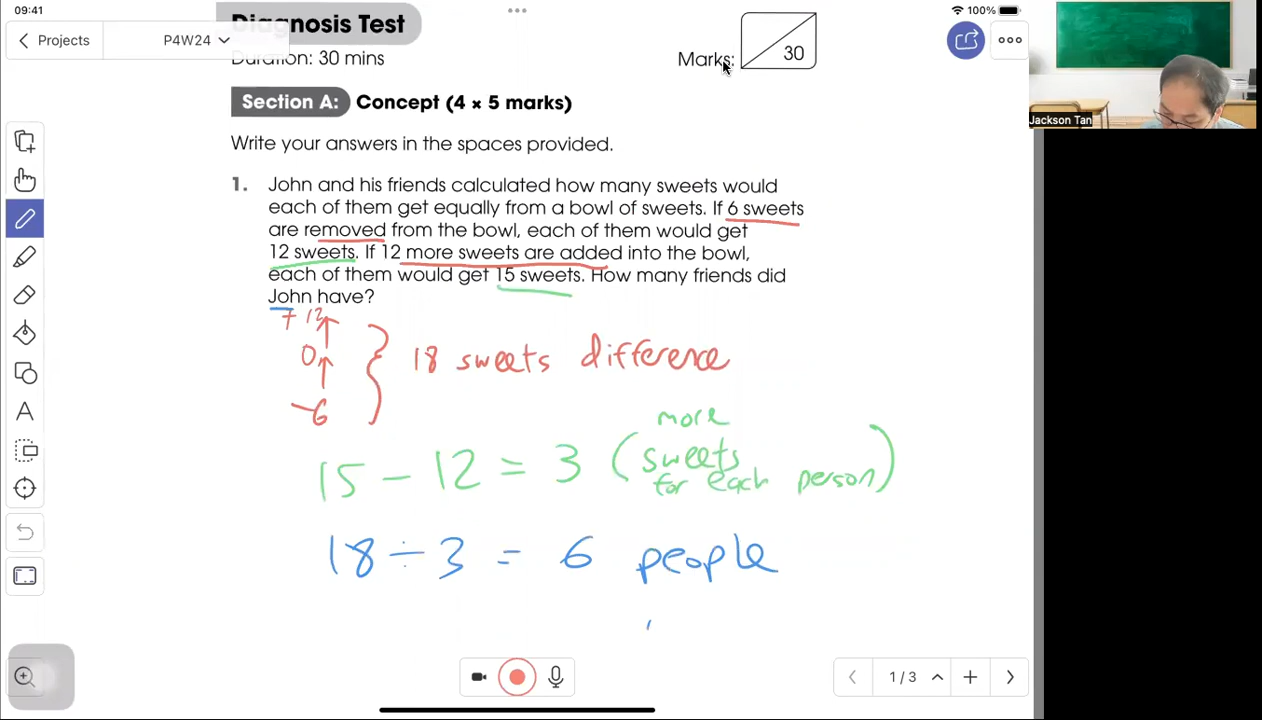 09:41
100%
Projects
P4W24
Diagnosis Test
Duration: 30 mins
Marks:
30
Section A: Concept (4 × 5 marks)
Write your answers in the spaces provided.
1. John and his friends calculated how many sweets would
each of them get equally from a bowl of sweets. If 6 sweets
are removed from the bowl, each of them would get
12 sweets. If 12 more sweets are added into the bowl,
each of them would get 15 sweets. How many friends did
John have?
+12
0
-6
18 sweets difference
15 - 12 = 3 (more sweets for each person)
18 ÷ 3 = 6 people
1 / 3
Jackson Tan